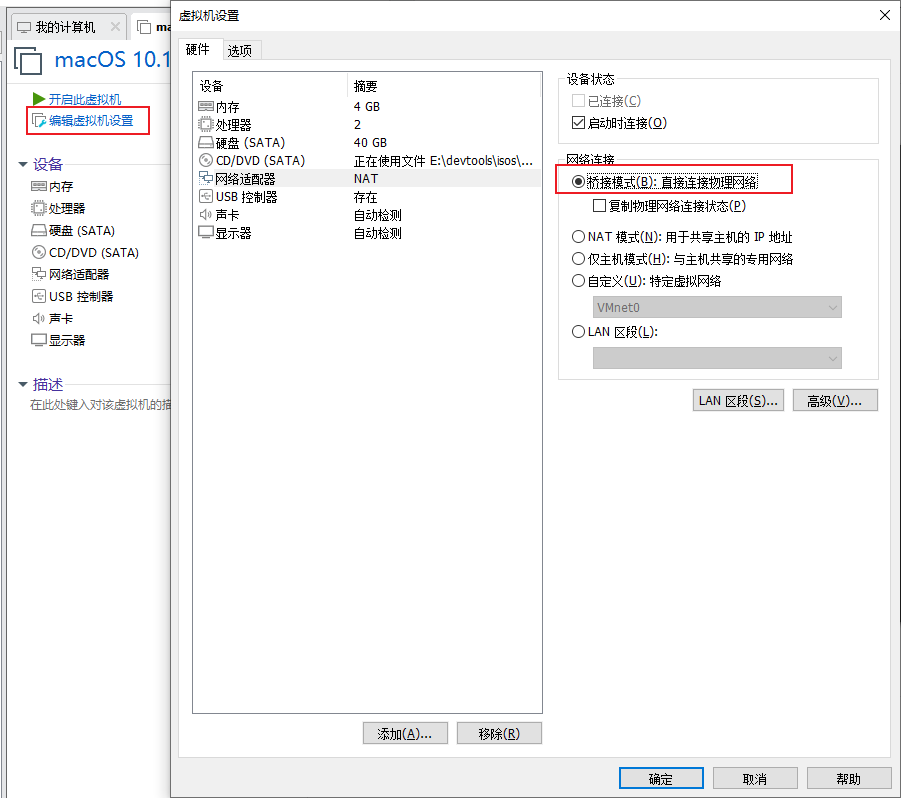 我的计算机
ma
macOS 10.1
开启此虚拟机
编辑虚拟机设置
设备
内存
处理器
硬盘 (SATA)
CD/DVD (SATA)
网络适配器
USB 控制器
声卡
显示器
描述
在此处键入对该虚拟机的描
虚拟机设置
硬件
选项
设备 摘要
内存 4 GB
处理器 2
硬盘 (SATA) 40 GB
CD/DVD (SATA) 正在使用文件 E:\devtools\isos\...
网络适配器 NAT
USB 控制器 存在
声卡 自动检测
显示器 自动检测
添加(A)...
移除(R)
设备状态
已连接(C)
启动时连接(O)
网络连接
桥接模式(B): 直接连接物理网络
复制物理网络连接状态(P)
NAT 模式(N): 用于共享主机的 IP 地址
仅主机模式(H): 与主机共享的专用网络
自定义(U): 特定虚拟网络
VMnet0
LAN 区段(L):
LAN 区段(S)...
高级(V)...
确定
取消
帮助